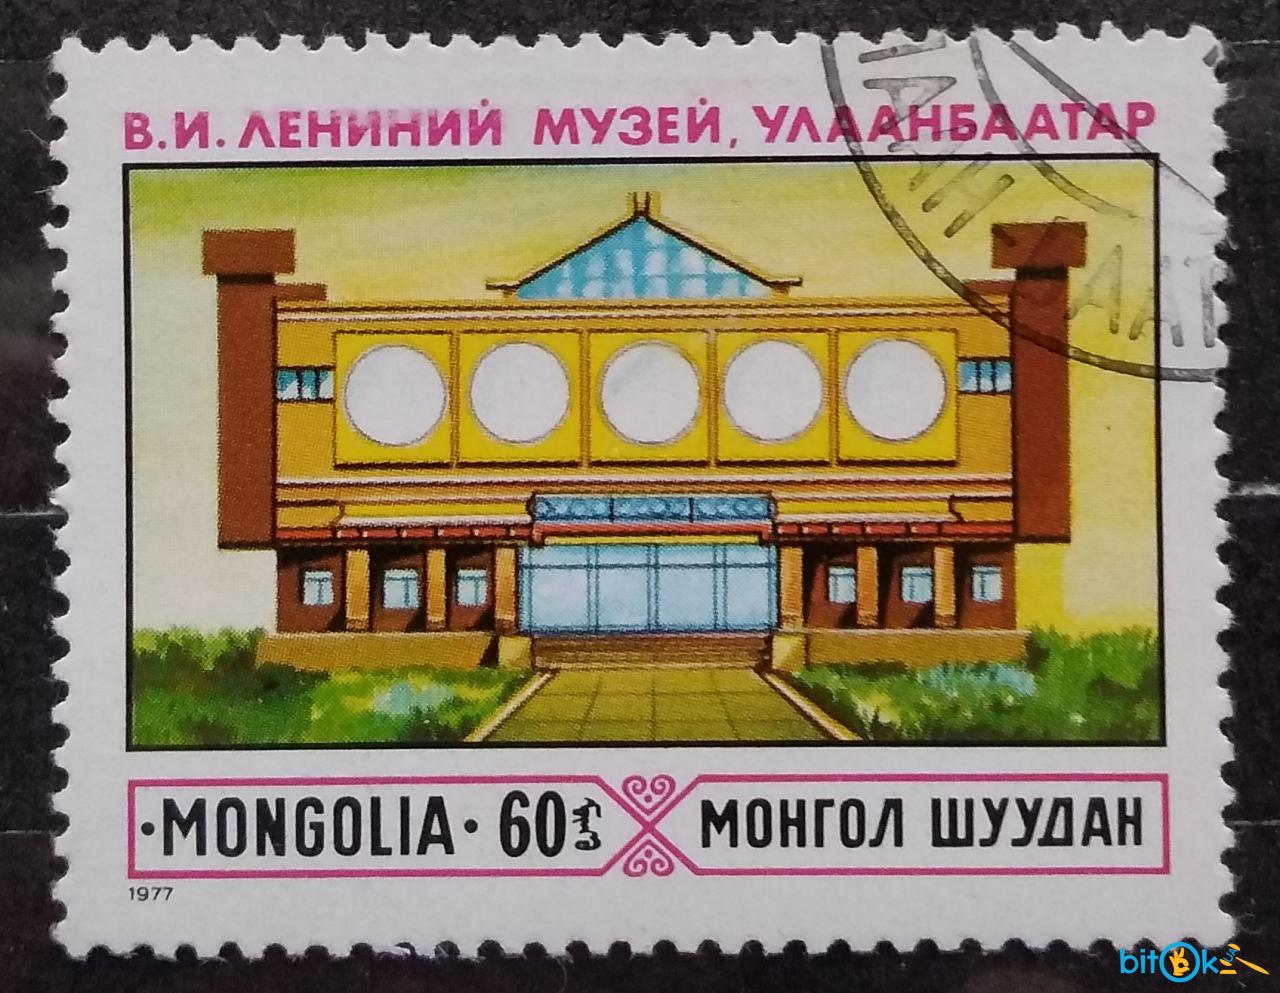 В.И. ЛЕНИНИЙ МУЗЕЙ, УЛААНБААТАР
·MONGOLIA· 60 МОНГОЛ ШУУДАН
1977
bitOk